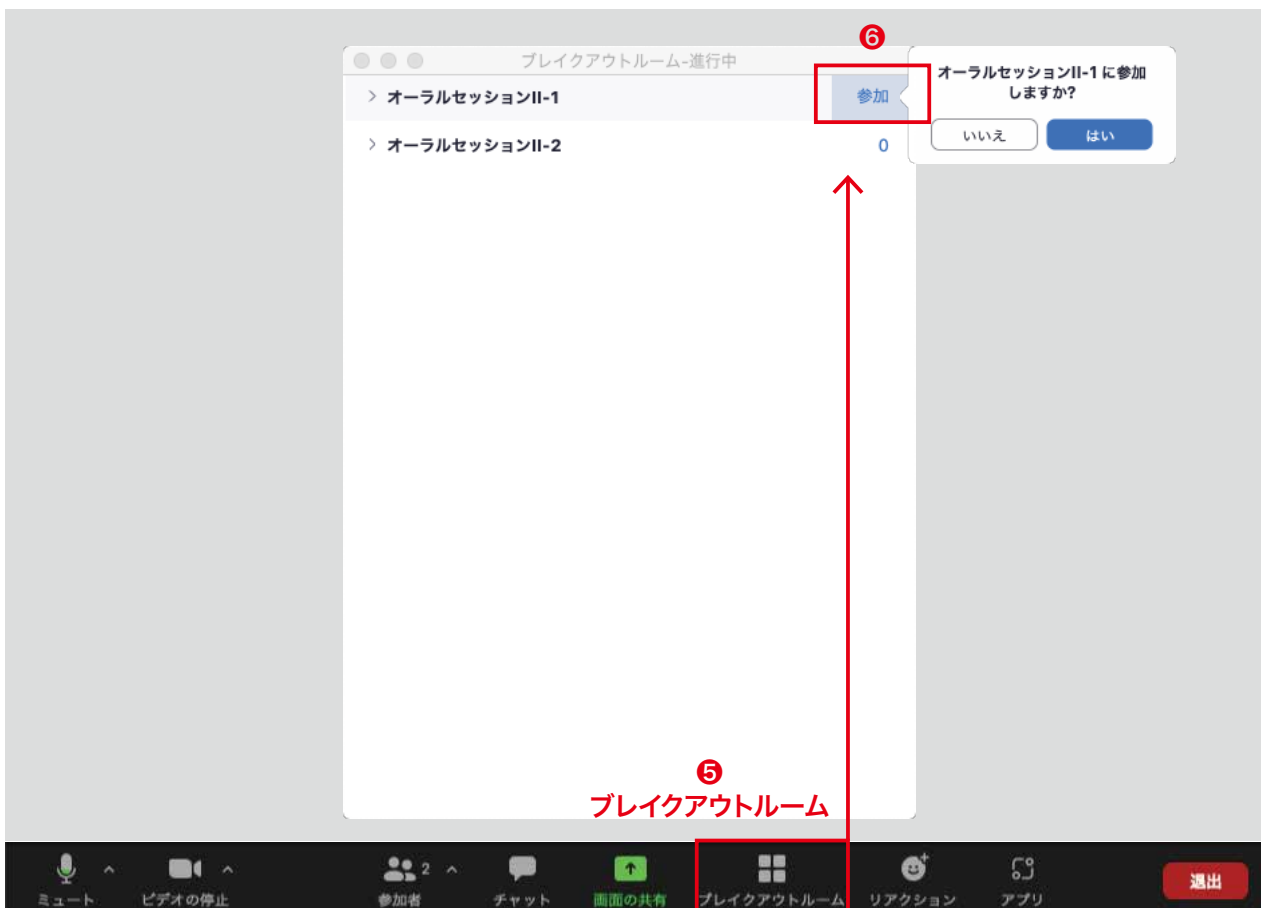 ❻
ブレイクアウトルーム-進行中
オーラルセッションII-1に参加
しますか?
いいえ
はい
> オーラルセッションII-1
参加
> オーラルセッションII-2
0
❺
ブレイクアウトルーム
2
ミュート
ビデオの停止
参加者
チャット
画面の共有
ブレイクアウトルーム
リアクション
アプリ
退出